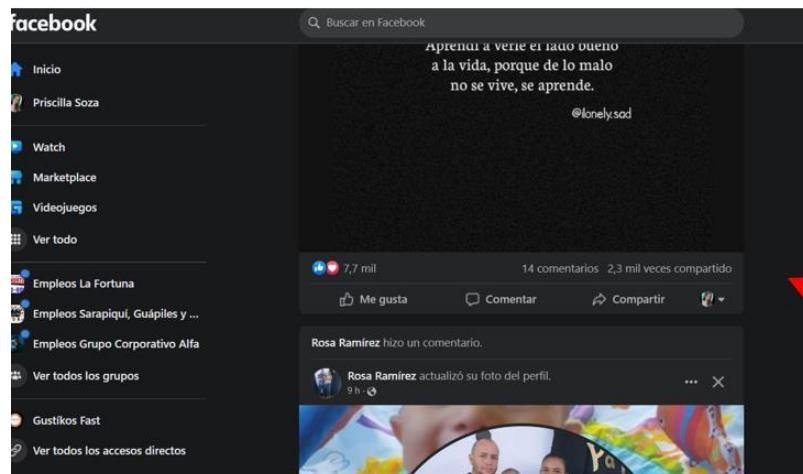 facebook
Buscar en Facebook
Inicio
Priscilla Soza
Watch
Marketplace
Videojuegos
Ver todo
Empleos La Fortuna
Empleos Sarapiquí, Guápiles y ...
Empleos Grupo Corporativo Alfa
Ver todos los grupos
Gustíkos Fast
Ver todos los accesos directos
Aprendí a verle el lado bueno
a la vida, porque de lo malo
no se vive, se aprende.
@ilonely.sad
7,7 mil
14 comentarios 2,3 mil veces compartido
Me gusta Comentar Compartir
Rosa Ramírez hizo un comentario.
Rosa Ramírez actualizó su foto del perfil.
9 h ·